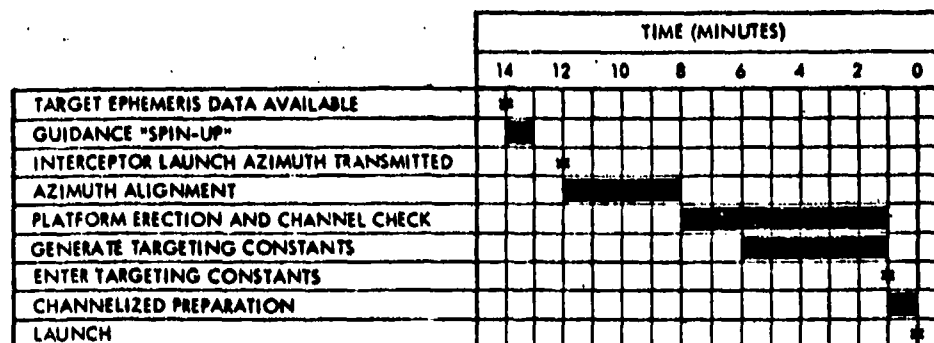 TIME (MINUTES)
14 12 10 8 6 4 2 0
TARGET EPHEMERIS DATA AVAILABLE
GUIDANCE "SPIN-UP"
INTERCEPTOR LAUNCH AZIMUTH TRANSMITTED
AZIMUTH ALIGNMENT
PLATFORM ERECTION AND CHANNEL CHECK
GENERATE TARGETING CONSTANTS
ENTER TARGETING CONSTANTS
CHANNELIZED PREPARATION
LAUNCH